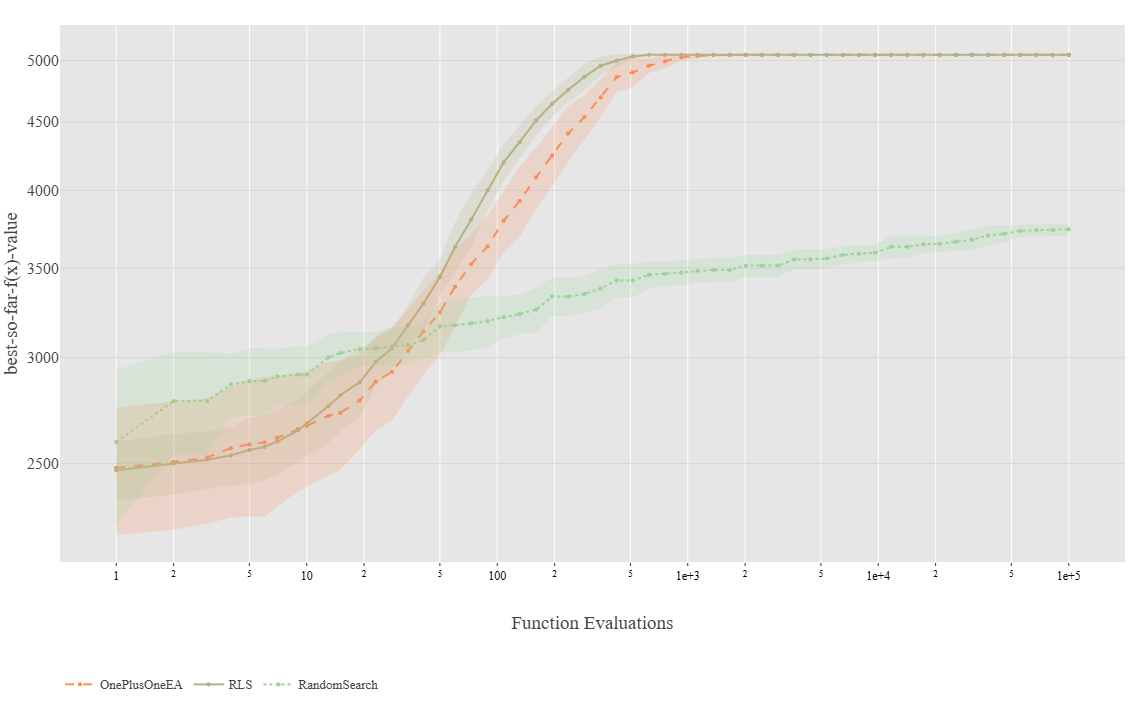 5000
4500
4000
3500
3000
2500
best-so-far-f(x)-value
1 2 5 10 2 5 100 2 5 1e+3 2 5 1e+4 2 5 1e+5
Function Evaluations
OnePlusOneEA RLS RandomSearch